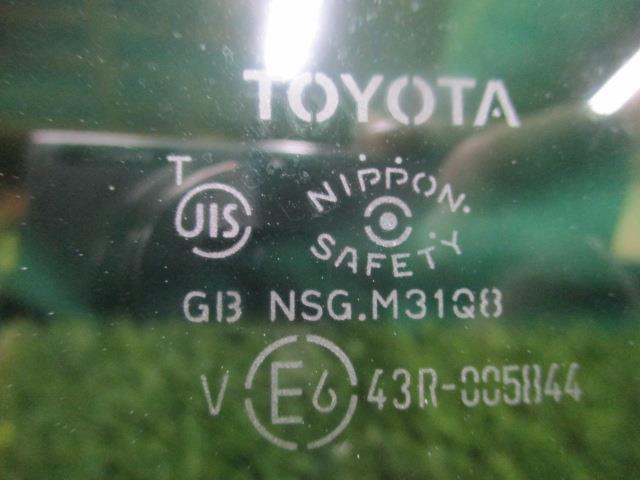 TOYOTA
T
JIS
NIPPON.
SAFETY
GB NSG.M31Q8
V E6 43R-005844